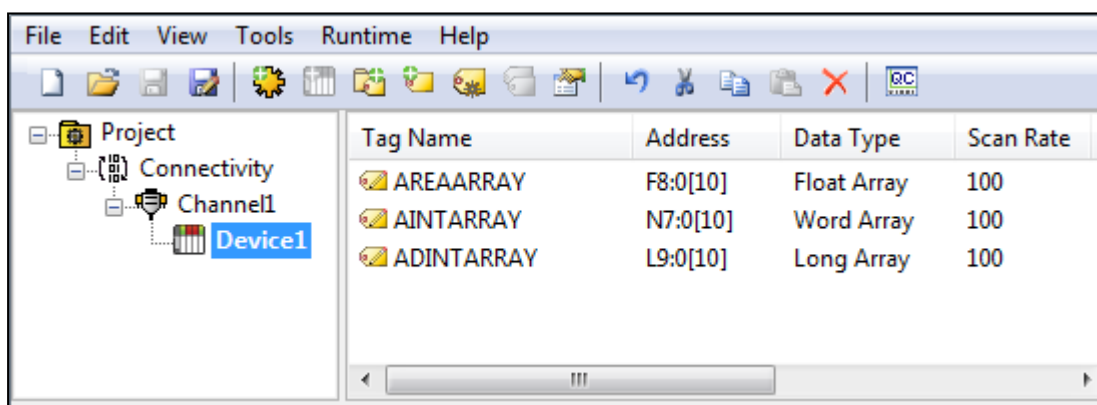 File Edit View Tools Runtime Help
QC
Project
Connectivity
Channel1
Device1
Tag Name Address Data Type Scan Rate
AREAARRAY F8:0[10] Float Array 100
AINTARRAY N7:0[10] Word Array 100
ADINTARRAY L9:0[10] Long Array 100